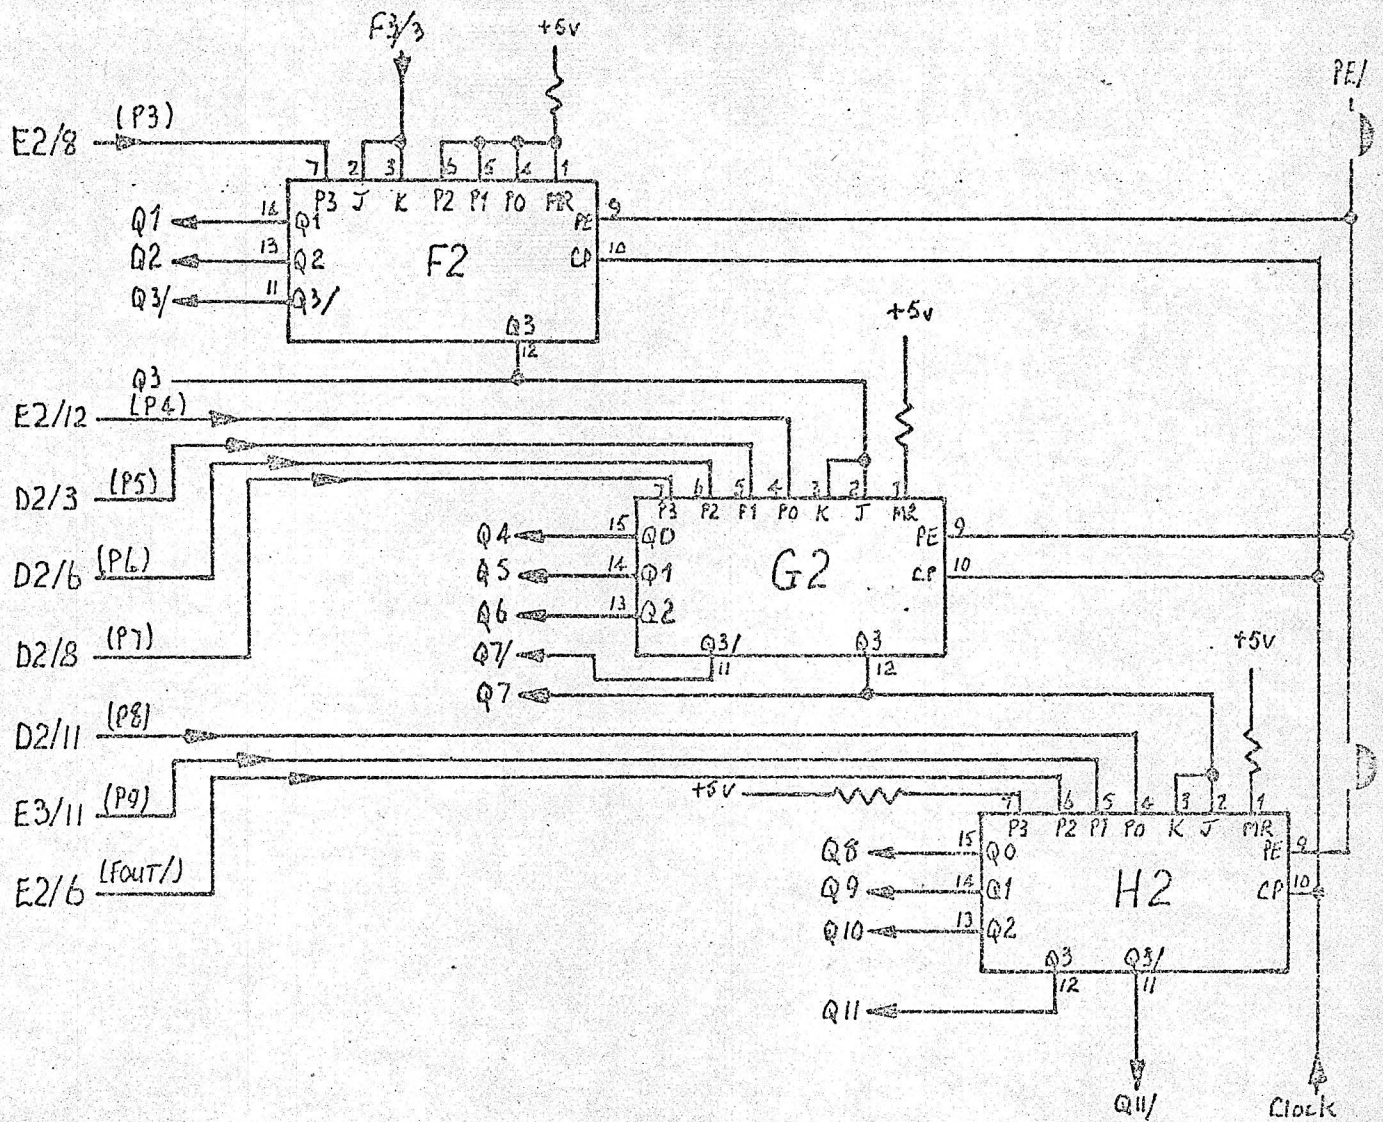 F3/3
+5v
PE/
E2/8
(P3)
7 2 3 6 5 4 1
P3 J K P2 P1 P0 MR
Q1 14 Q1
PE 9
Q2 13 Q2
F2
CP 10
Q3/ 11 Q3/
Q3
12
+5v
Q3
E2/12 (P4)
D2/3 (P5)
7 6 5 4 3 2 1
P3 P2 P1 P0 K J MR
Q4 15 Q0
PE 9
Q5 14 Q1
G2
CP 10
D2/6 (P6)
Q6 13 Q2
D2/8 (P7)
Q7/
Q3/ Q3
11 12
+5v
Q7
D2/11 (P8)
+5v
E3/11 (P9)
7 6 5 4 3 2 1
P3 P2 P1 P0 K J MR
Q8 15 Q0
PE 9
E2/6 (FOUT/)
Q9 14 Q1
H2
CP 10
Q10 13 Q2
Q3 Q3/
12 11
Q11
Q11/
Clock